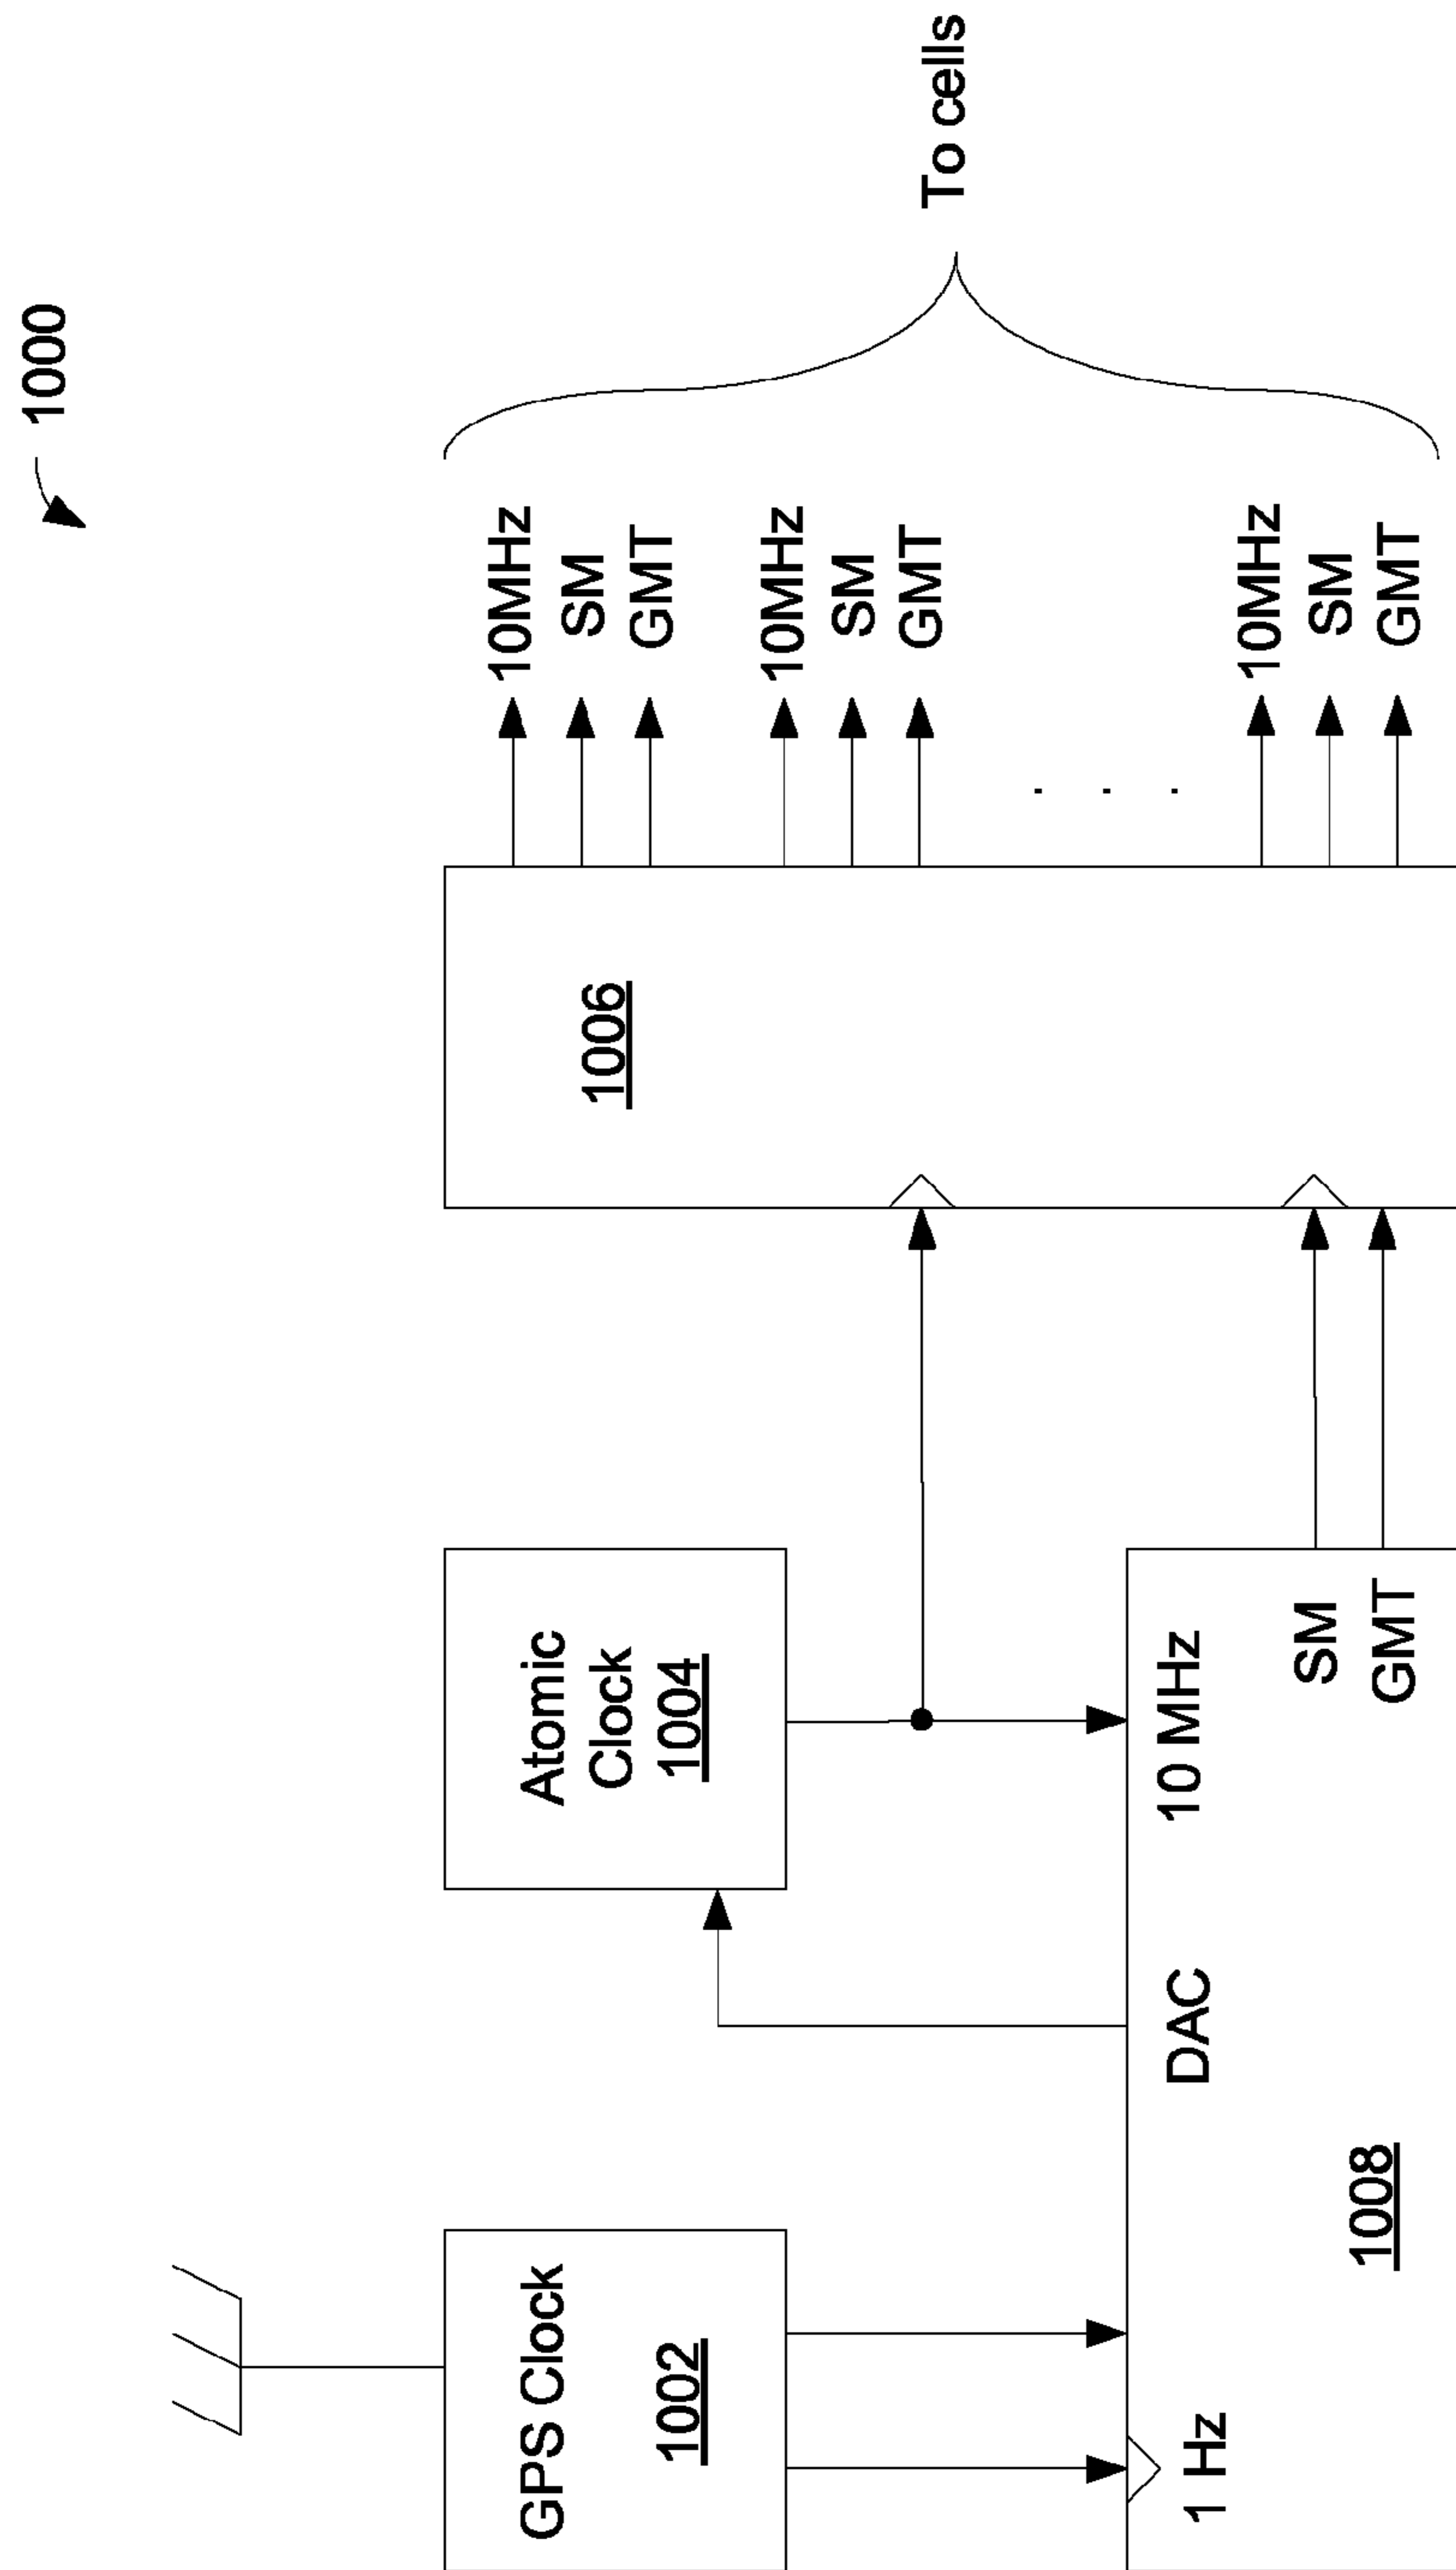 1000
GPS Clock
1002
Atomic
Clock
1004
1006
10MHz
SM
GMT
10MHz
SM
GMT
. . .
10MHz
SM
GMT
To cells
1 Hz
DAC
10 MHz
SM
GMT
1008